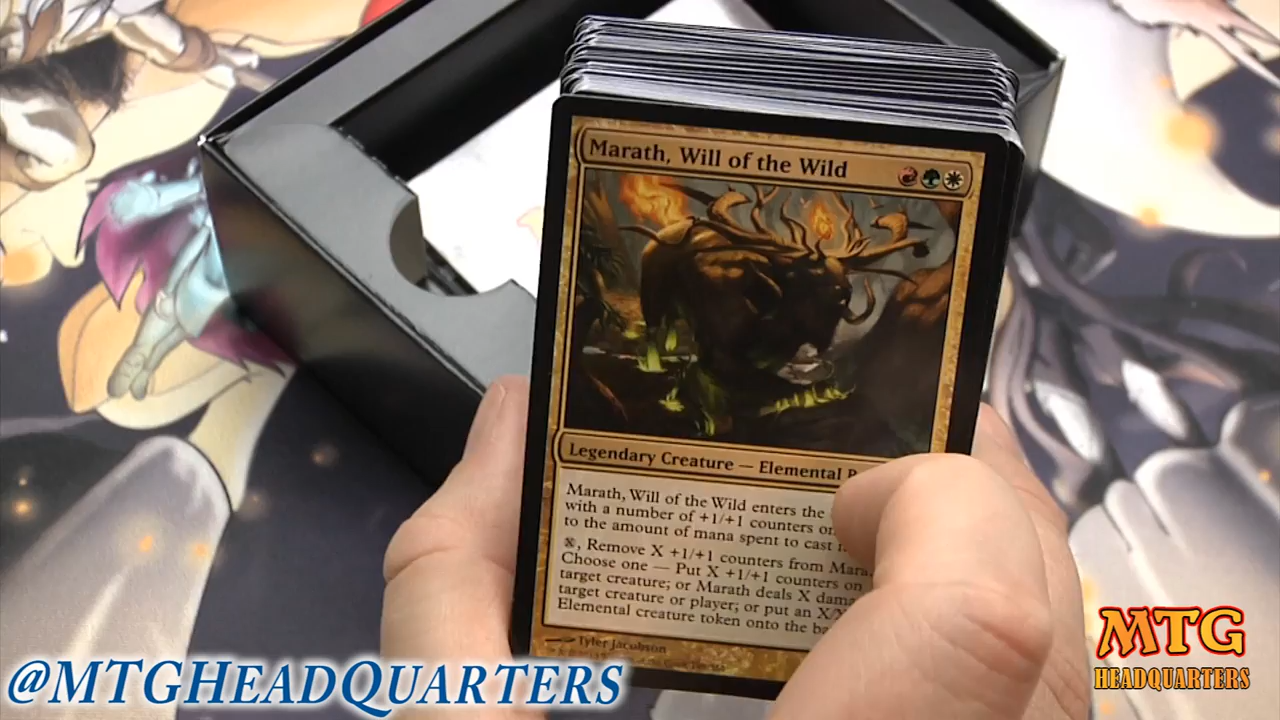 Marath, Will of the Wild
Legendary Creature — Elemental
Marath, Will of the Wild enters the
with a number of +1/+1 counters on
to the amount of mana spent to cast
, Remove X +1/+1 counters from
Choose one — Put X +1/+1 counters on
target creature; or Marath deals X
target creature or player; or put an
Elemental creature token onto the
Tyler Jacobson
@MTGHEADQUARTERS
MTG
HEADQUARTERS